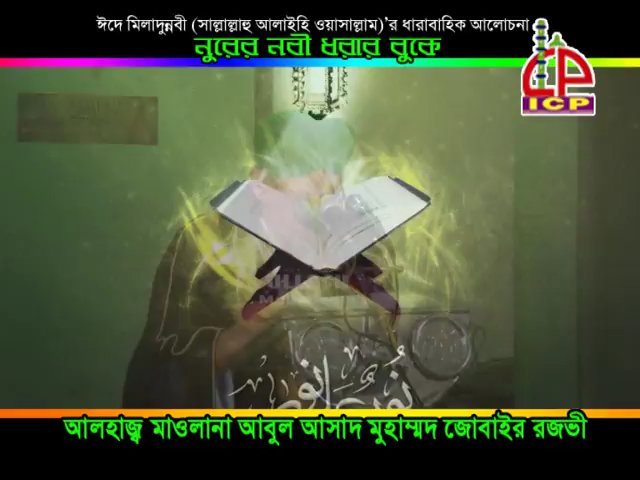 ঈদে মিলাদুন্নবী (সাল্লাল্লাহু আলাইহি ওয়াসাল্লাম)'র ধারাবাহিক আলোচনা
নুরের নবী ধরার বুকে
ICP
আলহাজ্ব মাওলানা আবুল আসাদ মুহাম্মদ জোবাইর রজভী